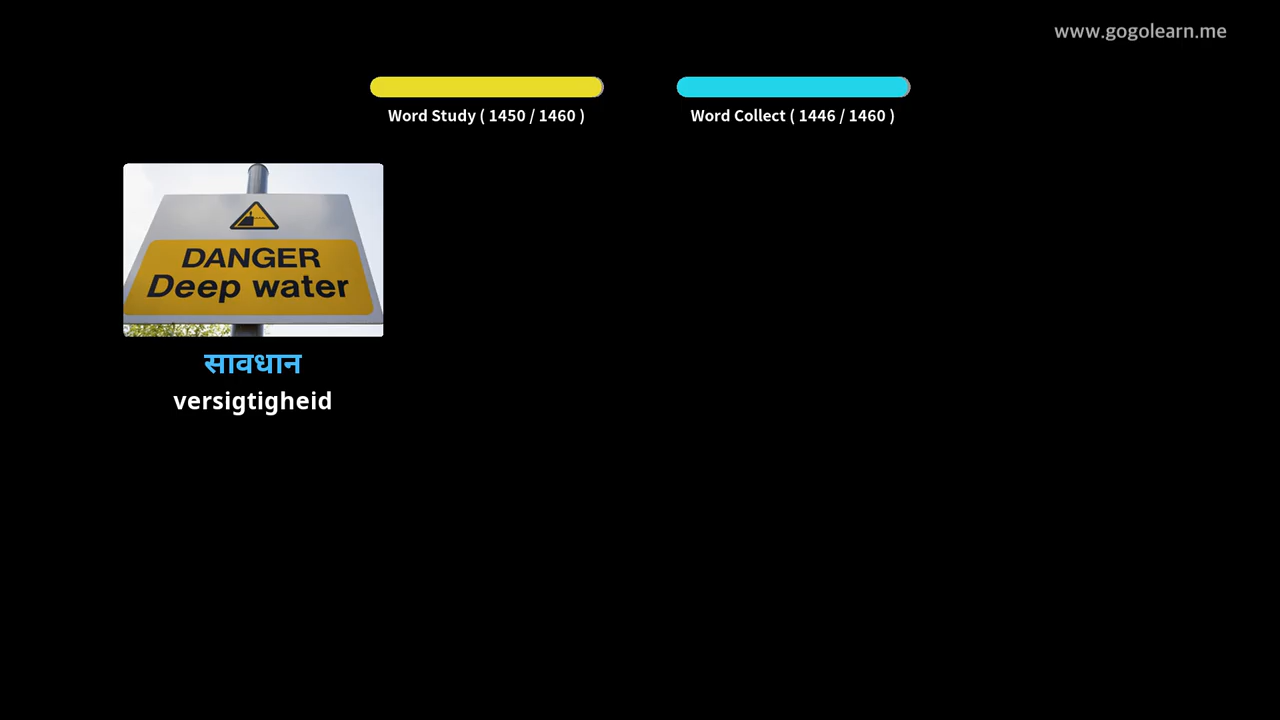 www.gogolearn.me
Word Study ( 1450 / 1460 )
Word Collect ( 1446 / 1460 )
DANGER
Deep water
सावधान
versigtigheid